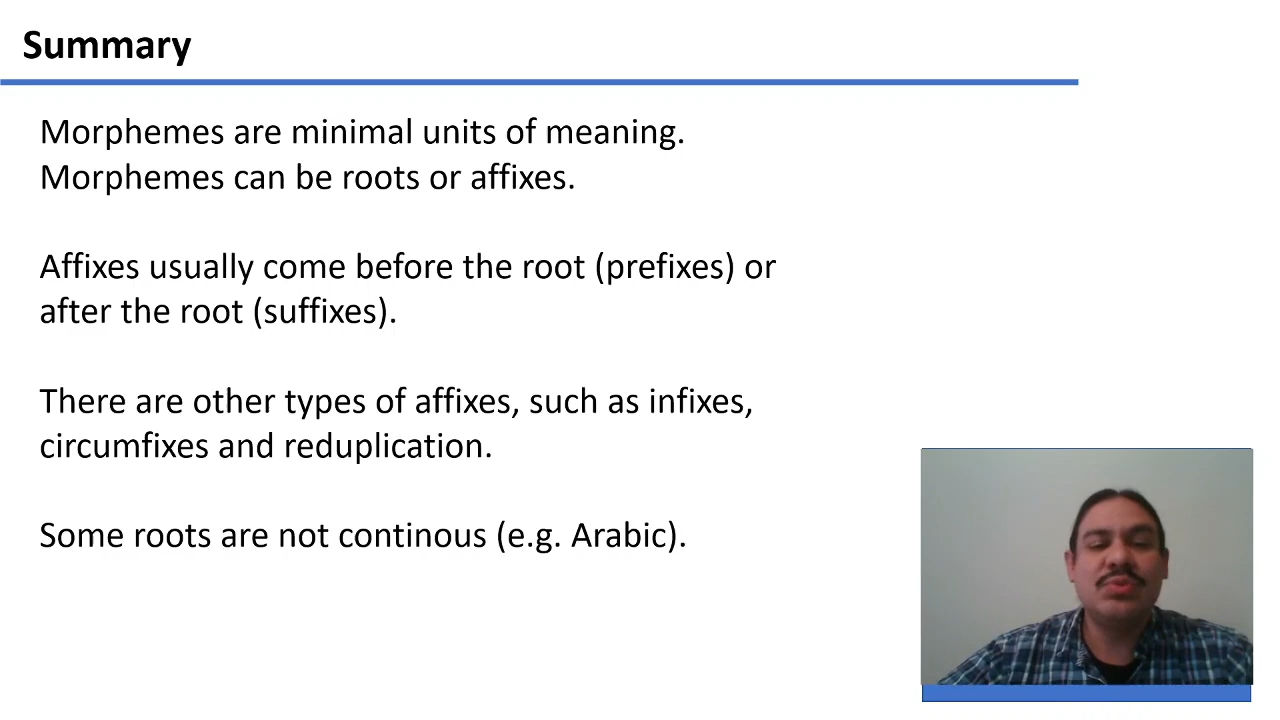 Summary
Morphemes are minimal units of meaning.
Morphemes can be roots or affixes.
Affixes usually come before the root (prefixes) or
after the root (suffixes).
There are other types of affixes, such as infixes,
circumfixes and reduplication.
Some roots are not continous (e.g. Arabic).